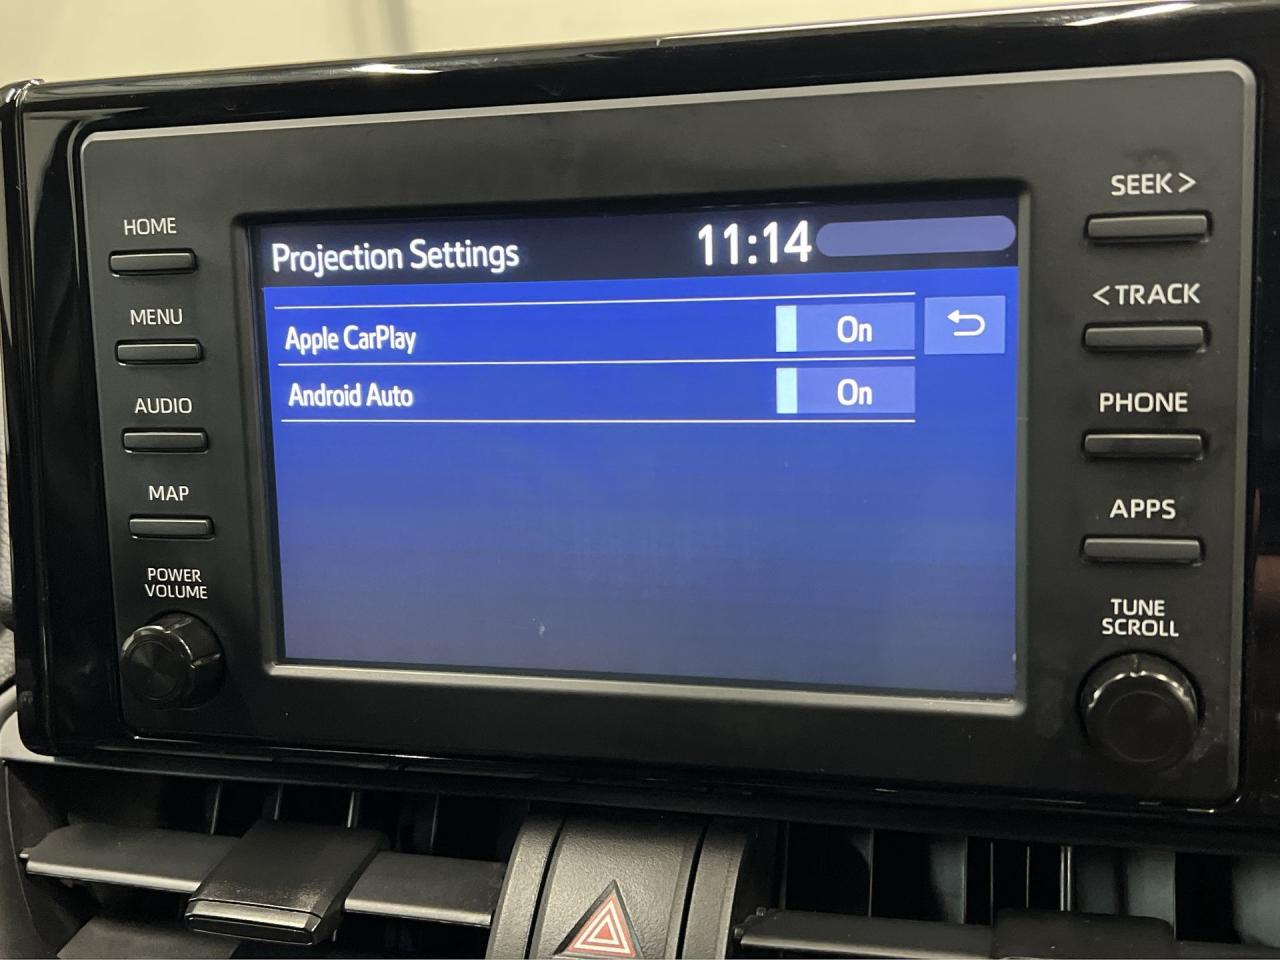 SEEK >
HOME
Projection Settings 11:14
< TRACK
MENU
Apple CarPlay On
Android Auto On
AUDIO
PHONE
MAP
APPS
POWER
VOLUME
TUNE
SCROLL